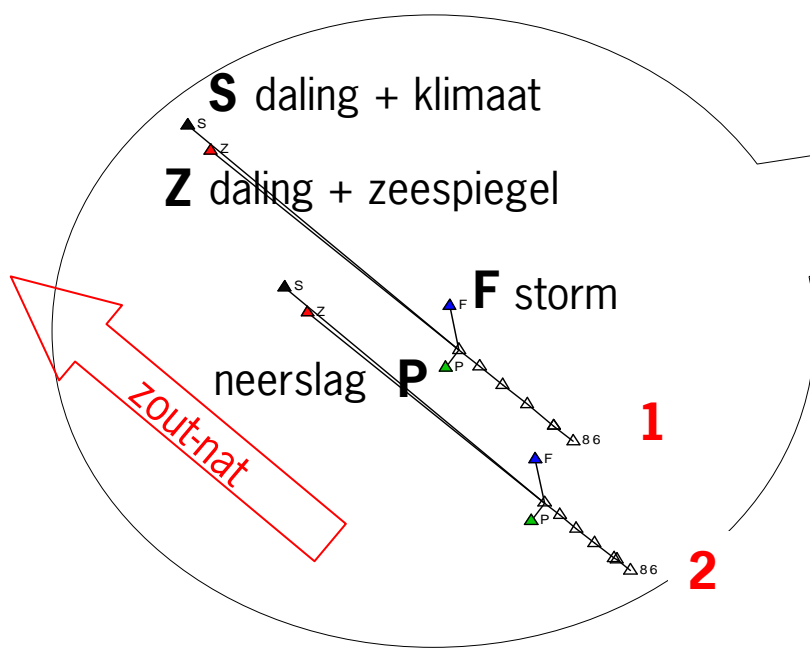 S daling + klimaat
S
Z
Z daling + zeespiegel
S
F F storm
Z
neerslag P
P
zout-nat
1
86
F
P
2
86